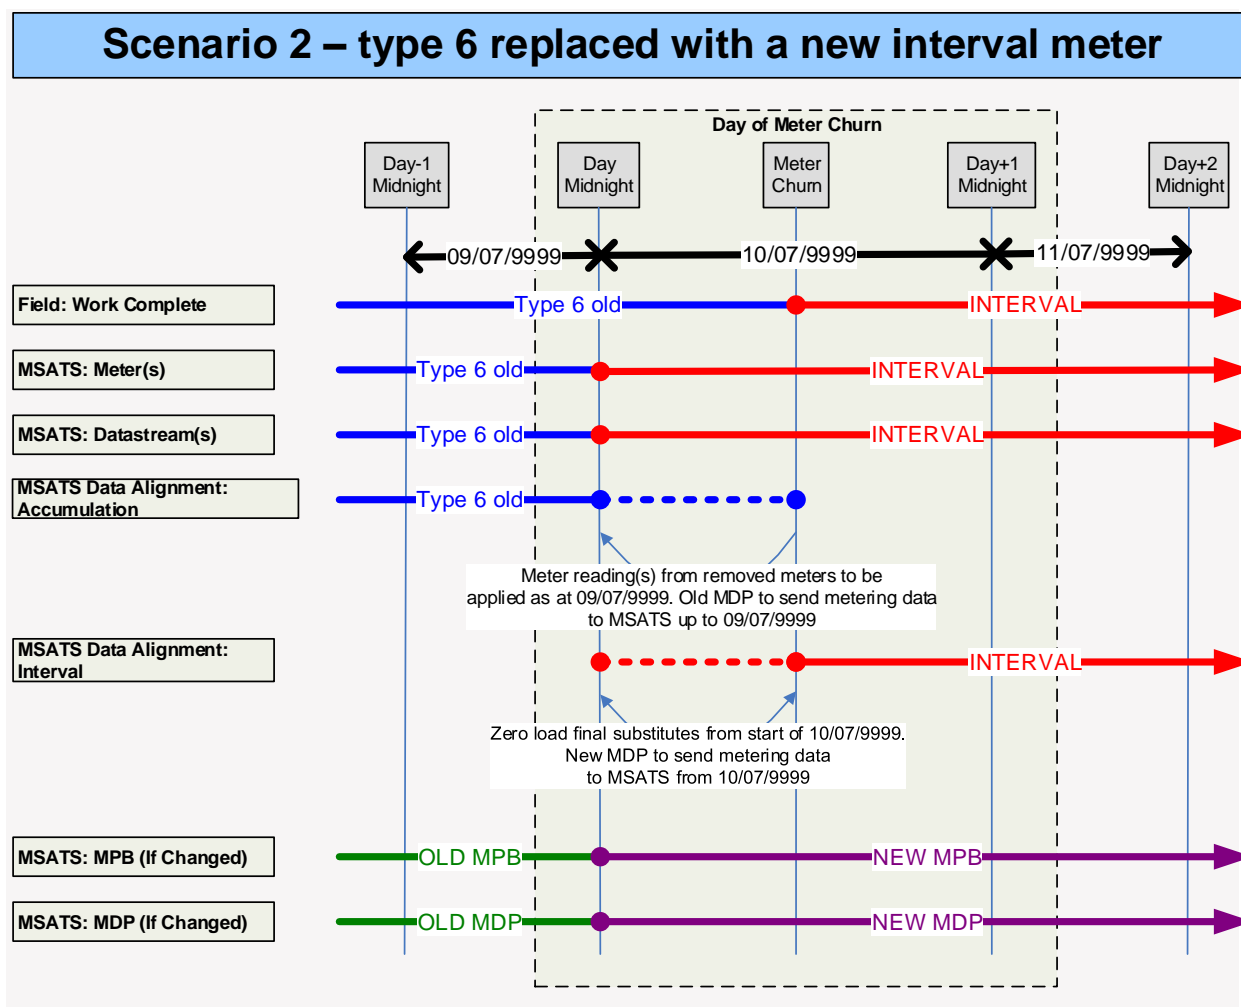 Scenario 2 – type 6 replaced with a new interval meter
Day of Meter Churn
Day-1
Midnight
Day
Midnight
Meter
Churn
Day+1
Midnight
Day+2
Midnight
09/07/9999
10/07/9999
11/07/9999
Field: Work Complete
Type 6 old
INTERVAL
MSATS: Meter(s)
Type 6 old
INTERVAL
MSATS: Datastream(s)
Type 6 old
INTERVAL
MSATS Data Alignment:
Accumulation
Type 6 old
Meter reading(s) from removed meters to be
applied as at 09/07/9999. Old MDP to send metering data
to MSATS up to 09/07/9999
MSATS Data Alignment:
Interval
INTERVAL
Zero load final substitutes from start of 10/07/9999.
New MDP to send metering data
to MSATS from 10/07/9999
MSATS: MPB (If Changed)
OLD MPB
NEW MPB
MSATS: MDP (If Changed)
OLD MDP
NEW MDP